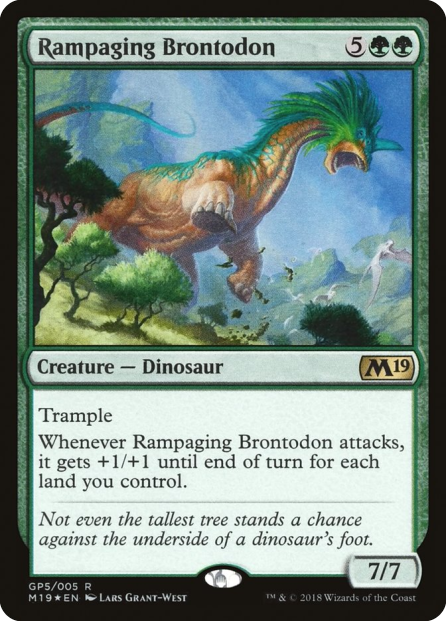 Rampaging Brontodon 5
Creature — Dinosaur
M19
Trample
Whenever Rampaging Brontodon attacks,
it gets +1/+1 until end of turn for each
land you control.
Not even the tallest tree stands a chance
against the underside of a dinosaur's foot.
7/7
GP5/005 R
M19★EN Lars Grant-West
™ & © 2018 Wizards of the Coast